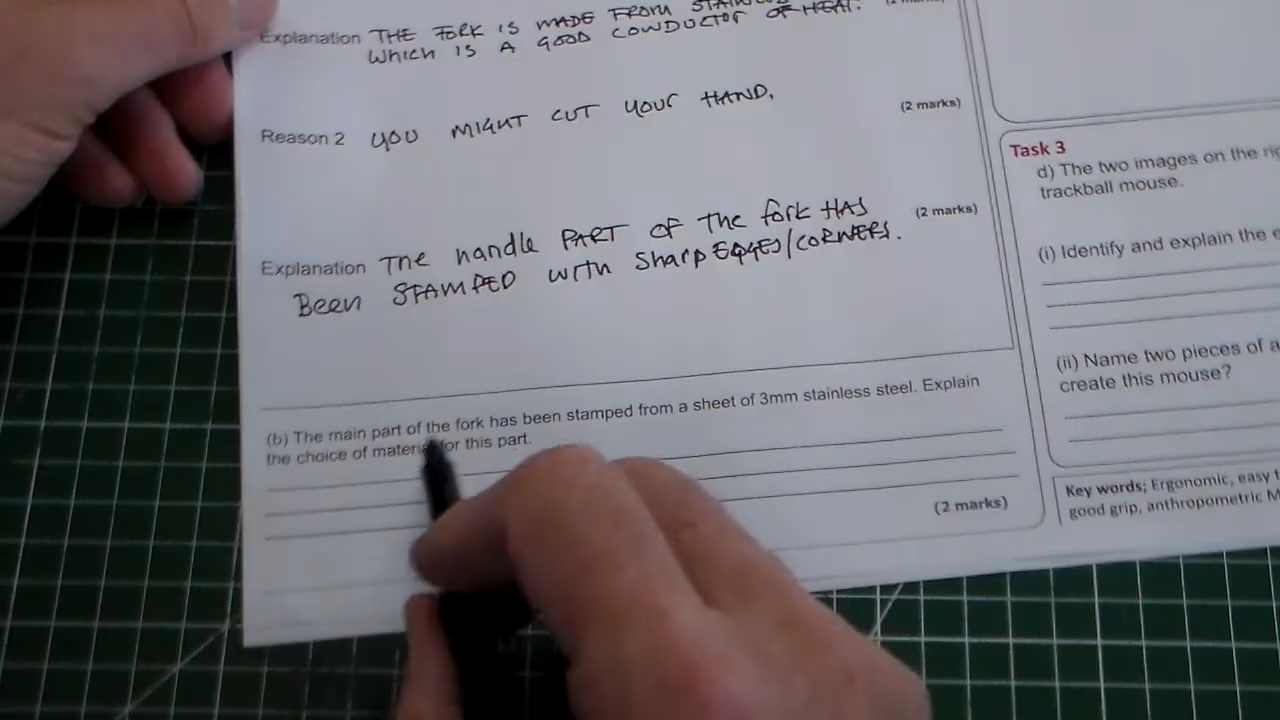 Explanation THE FORK IS MADE FROM
WHICH IS A GOOD CONDUCTOR OF HEAT.
Reason 2 YOU MIGHT CUT YOUR HAND.
(2 marks)
Explanation The handle PART OF The fork HAS
Been STAMPED with Sharp EDGES/CORNERS.
(2 marks)
(b) The main part of the fork has been stamped from a sheet of 3mm stainless steel. Explain
the choice of material for this part.
(2 marks)
Task 3
d) The two images on the
trackball mouse.
(i) Identify and explain the
(ii) Name two pieces of
create this mouse?
Key words; Ergonomic, easy
good grip, anthropometric